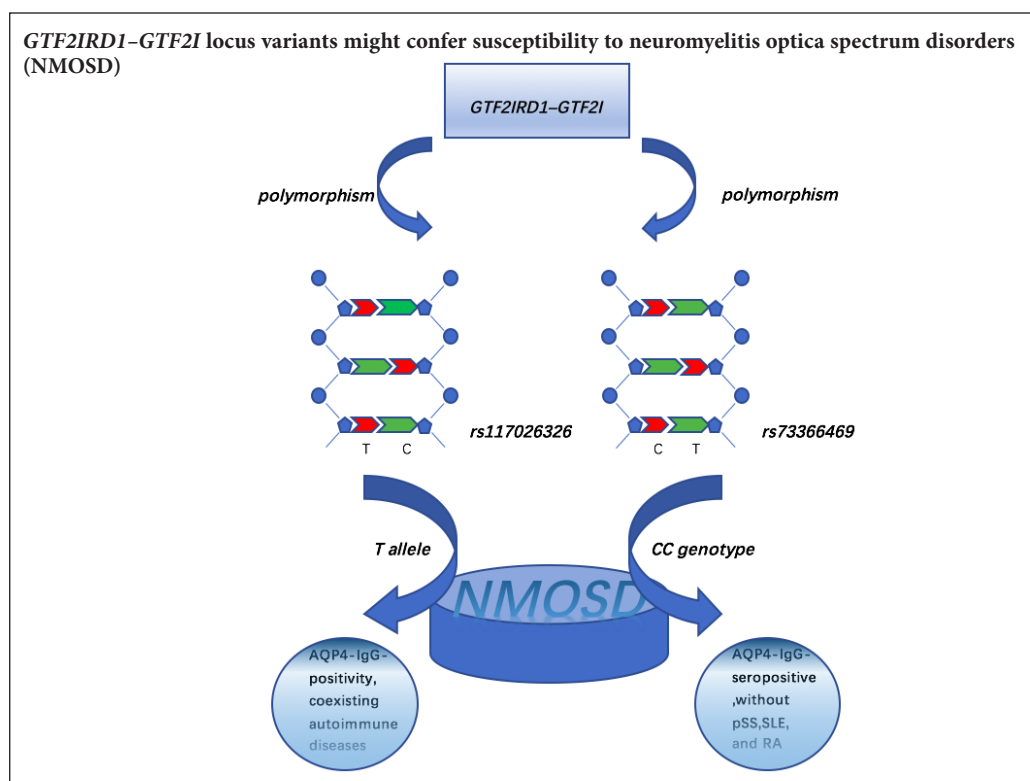 GTF2IRD1–GTF2I locus variants might confer susceptibility to neuromyelitis optica spectrum disorders
(NMOSD)
GTF2IRD1–GTF2I
polymorphism
polymorphism
rs117026326
rs73366469
T C
C T
T allele
CC genotype
NMOSD
AQP4-IgG-
positivity,
coexisting
autoimmune
diseases
AQP4-IgG-
seropositive
,without
pSS,SLE,
and RA